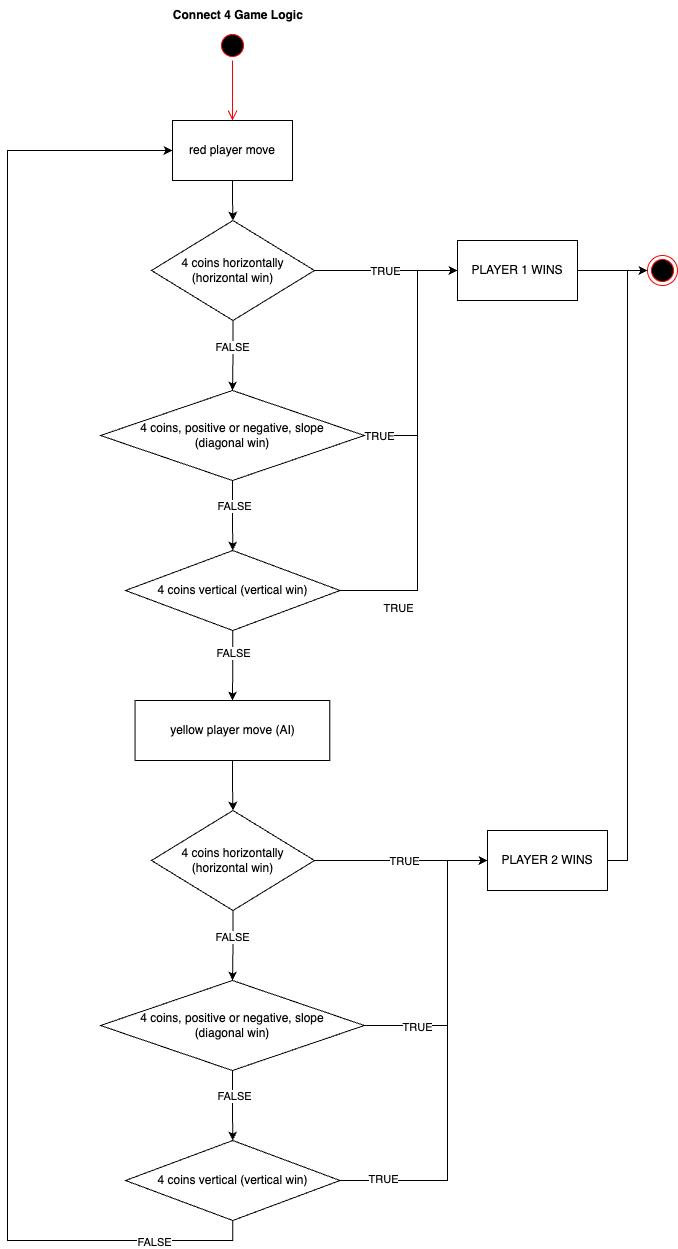 Connect 4 Game Logic
red player move
4 coins horizontally
(horizontal win)
TRUE
PLAYER 1 WINS
FALSE
4 coins, positive or negative, slope
(diagonal win)
TRUE
FALSE
4 coins vertical (vertical win)
TRUE
FALSE
yellow player move (AI)
4 coins horizontally
(horizontal win)
TRUE
PLAYER 2 WINS
FALSE
4 coins, positive or negative, slope
(diagonal win)
TRUE
FALSE
4 coins vertical (vertical win)
TRUE
FALSE